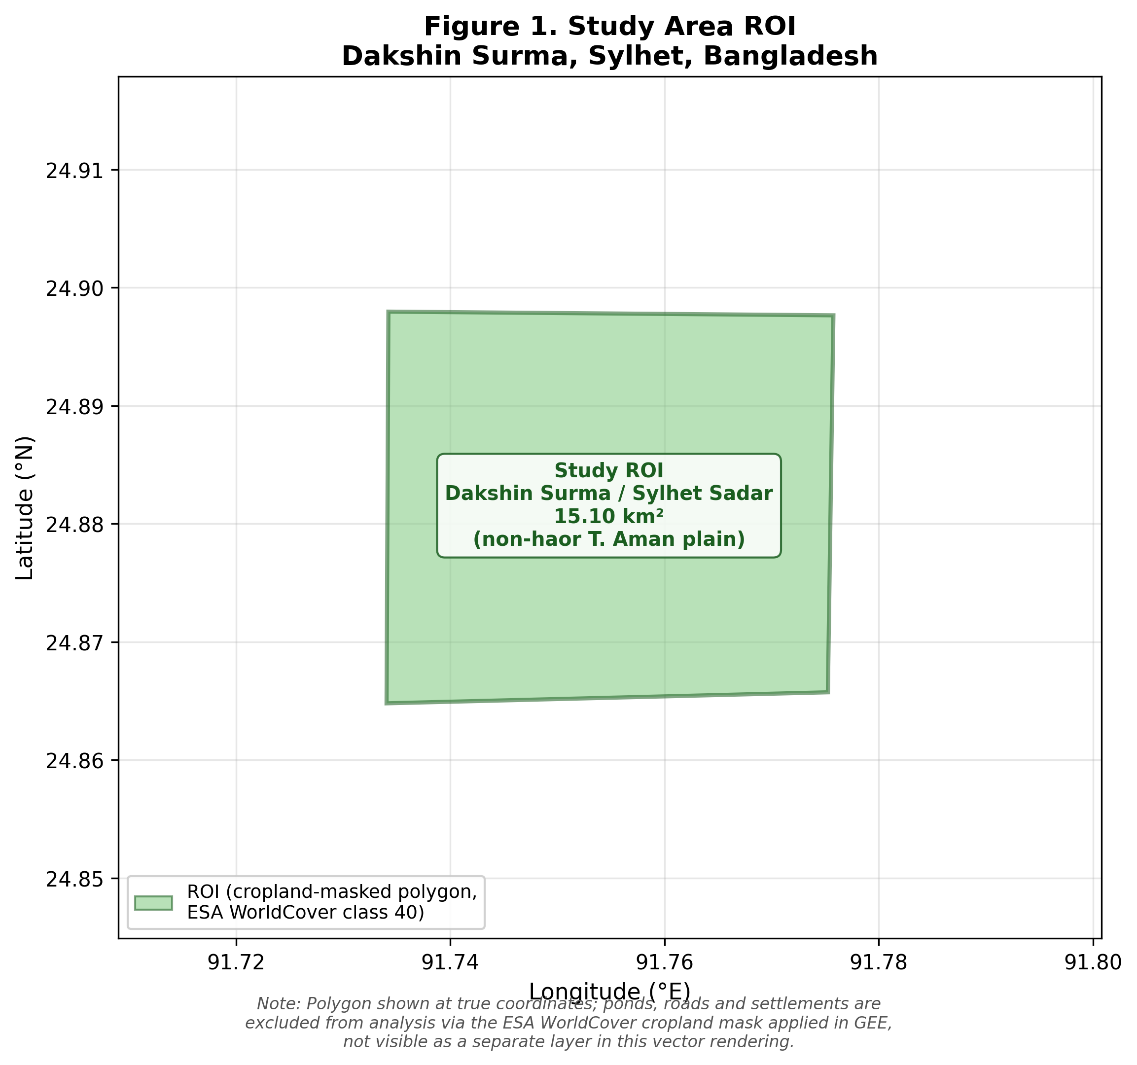 Figure 1. Study Area ROI
Dakshin Surma, Sylhet, Bangladesh
24.91
24.90
24.89
24.88
24.87
24.86
24.85
Latitude (°N)
Study ROI
Dakshin Surma / Sylhet Sadar
15.10 km²
(non-haor T. Aman plain)
ROI (cropland-masked polygon,
ESA WorldCover class 40)
91.72
91.74
91.76
91.78
91.80
Longitude (°E)
Note: Polygon shown at true coordinates; ponds, roads and settlements are
excluded from analysis via the ESA WorldCover cropland mask applied in GEE,
not visible as a separate layer in this vector rendering.